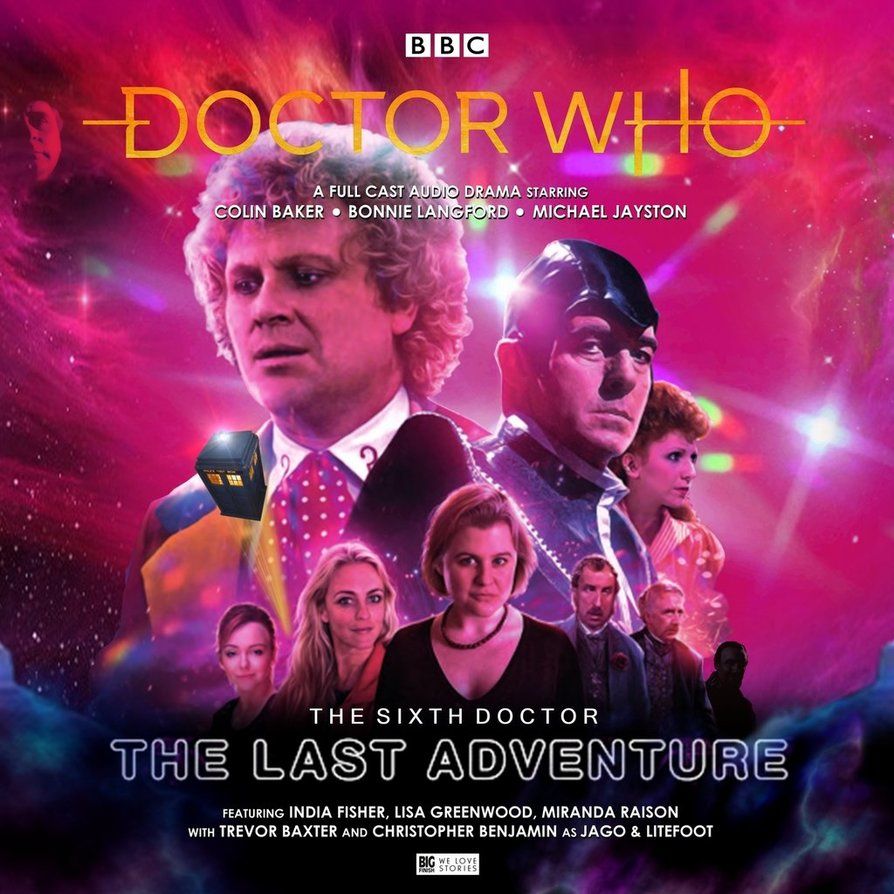 BBC
DOCTOR WHO
A FULL CAST AUDIO DRAMA STARRING
COLIN BAKER • BONNIE LANGFORD • MICHAEL JAYSTON
THE SIXTH DOCTOR
THE LAST ADVENTURE
FEATURING INDIA FISHER, LISA GREENWOOD, MIRANDA RAISON
WITH TREVOR BAXTER AND CHRISTOPHER BENJAMIN AS JAGO & LITEFOOT
BIG FINISH WE LOVE STORIES